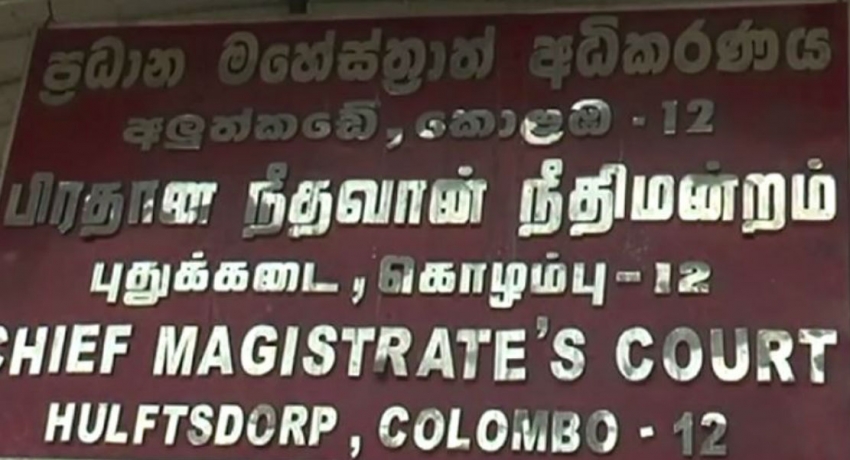 ප්‍රධාන මහේස්ත්‍රාත් අධිකරණය
අලුත්කඩේ, කොළඹ - 12
பிரதான நீதவான் நீதிமன்றம்
புதுக்கடை, கொழம்பு - 12
CHIEF MAGISTRATE'S COURT
HULFTSDORP, COLOMBO - 12